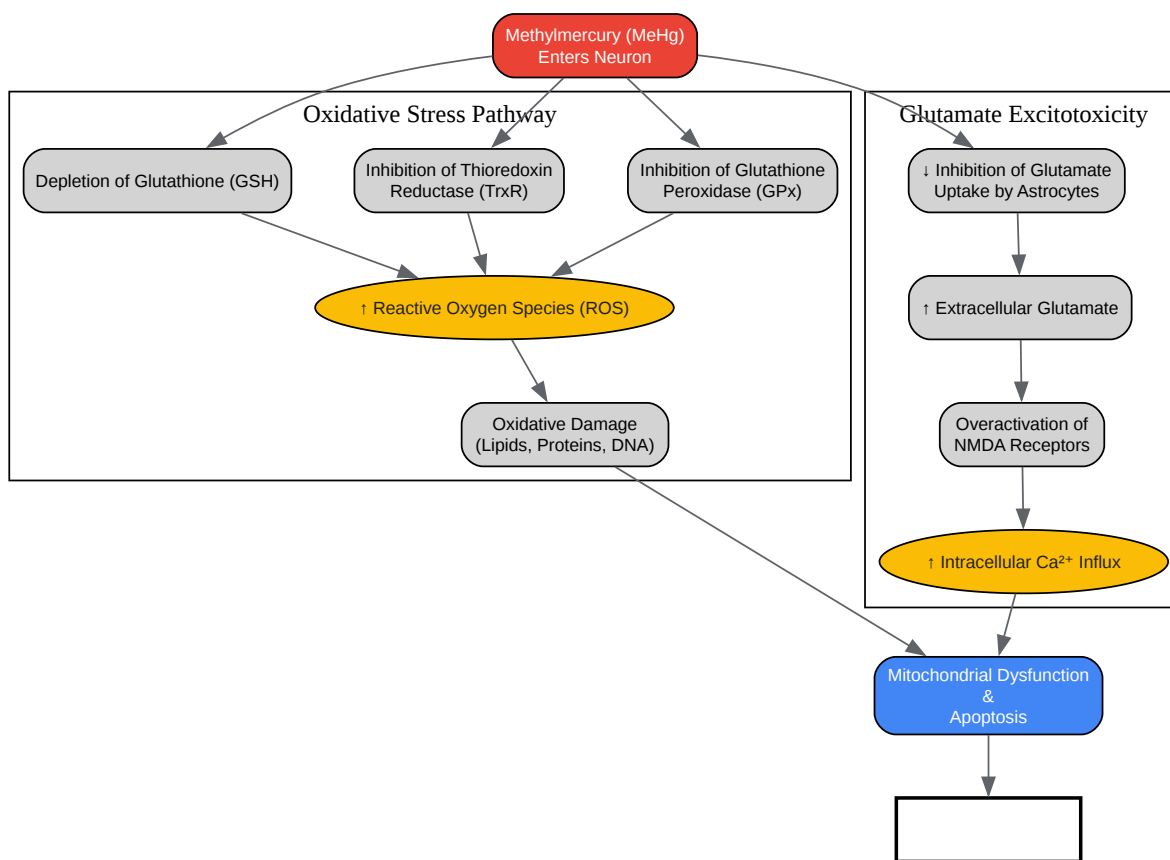 Methylmercury (MeHg)
Enters Neuron
Oxidative Stress Pathway
Glutamate Excitotoxicity
Depletion of Glutathione (GSH)
Inhibition of Thioredoxin
Reductase (TrxR)
Inhibition of Glutathione
Peroxidase (GPx)
↓ Inhibition of Glutamate
Uptake by Astrocytes
↑ Reactive Oxygen Species (ROS)
↑ Extracellular Glutamate
Oxidative Damage
(Lipids, Proteins, DNA)
Overactivation of
NMDA Receptors
↑ Intracellular Ca²⁺ Influx
Mitochondrial Dysfunction
&
Apoptosis